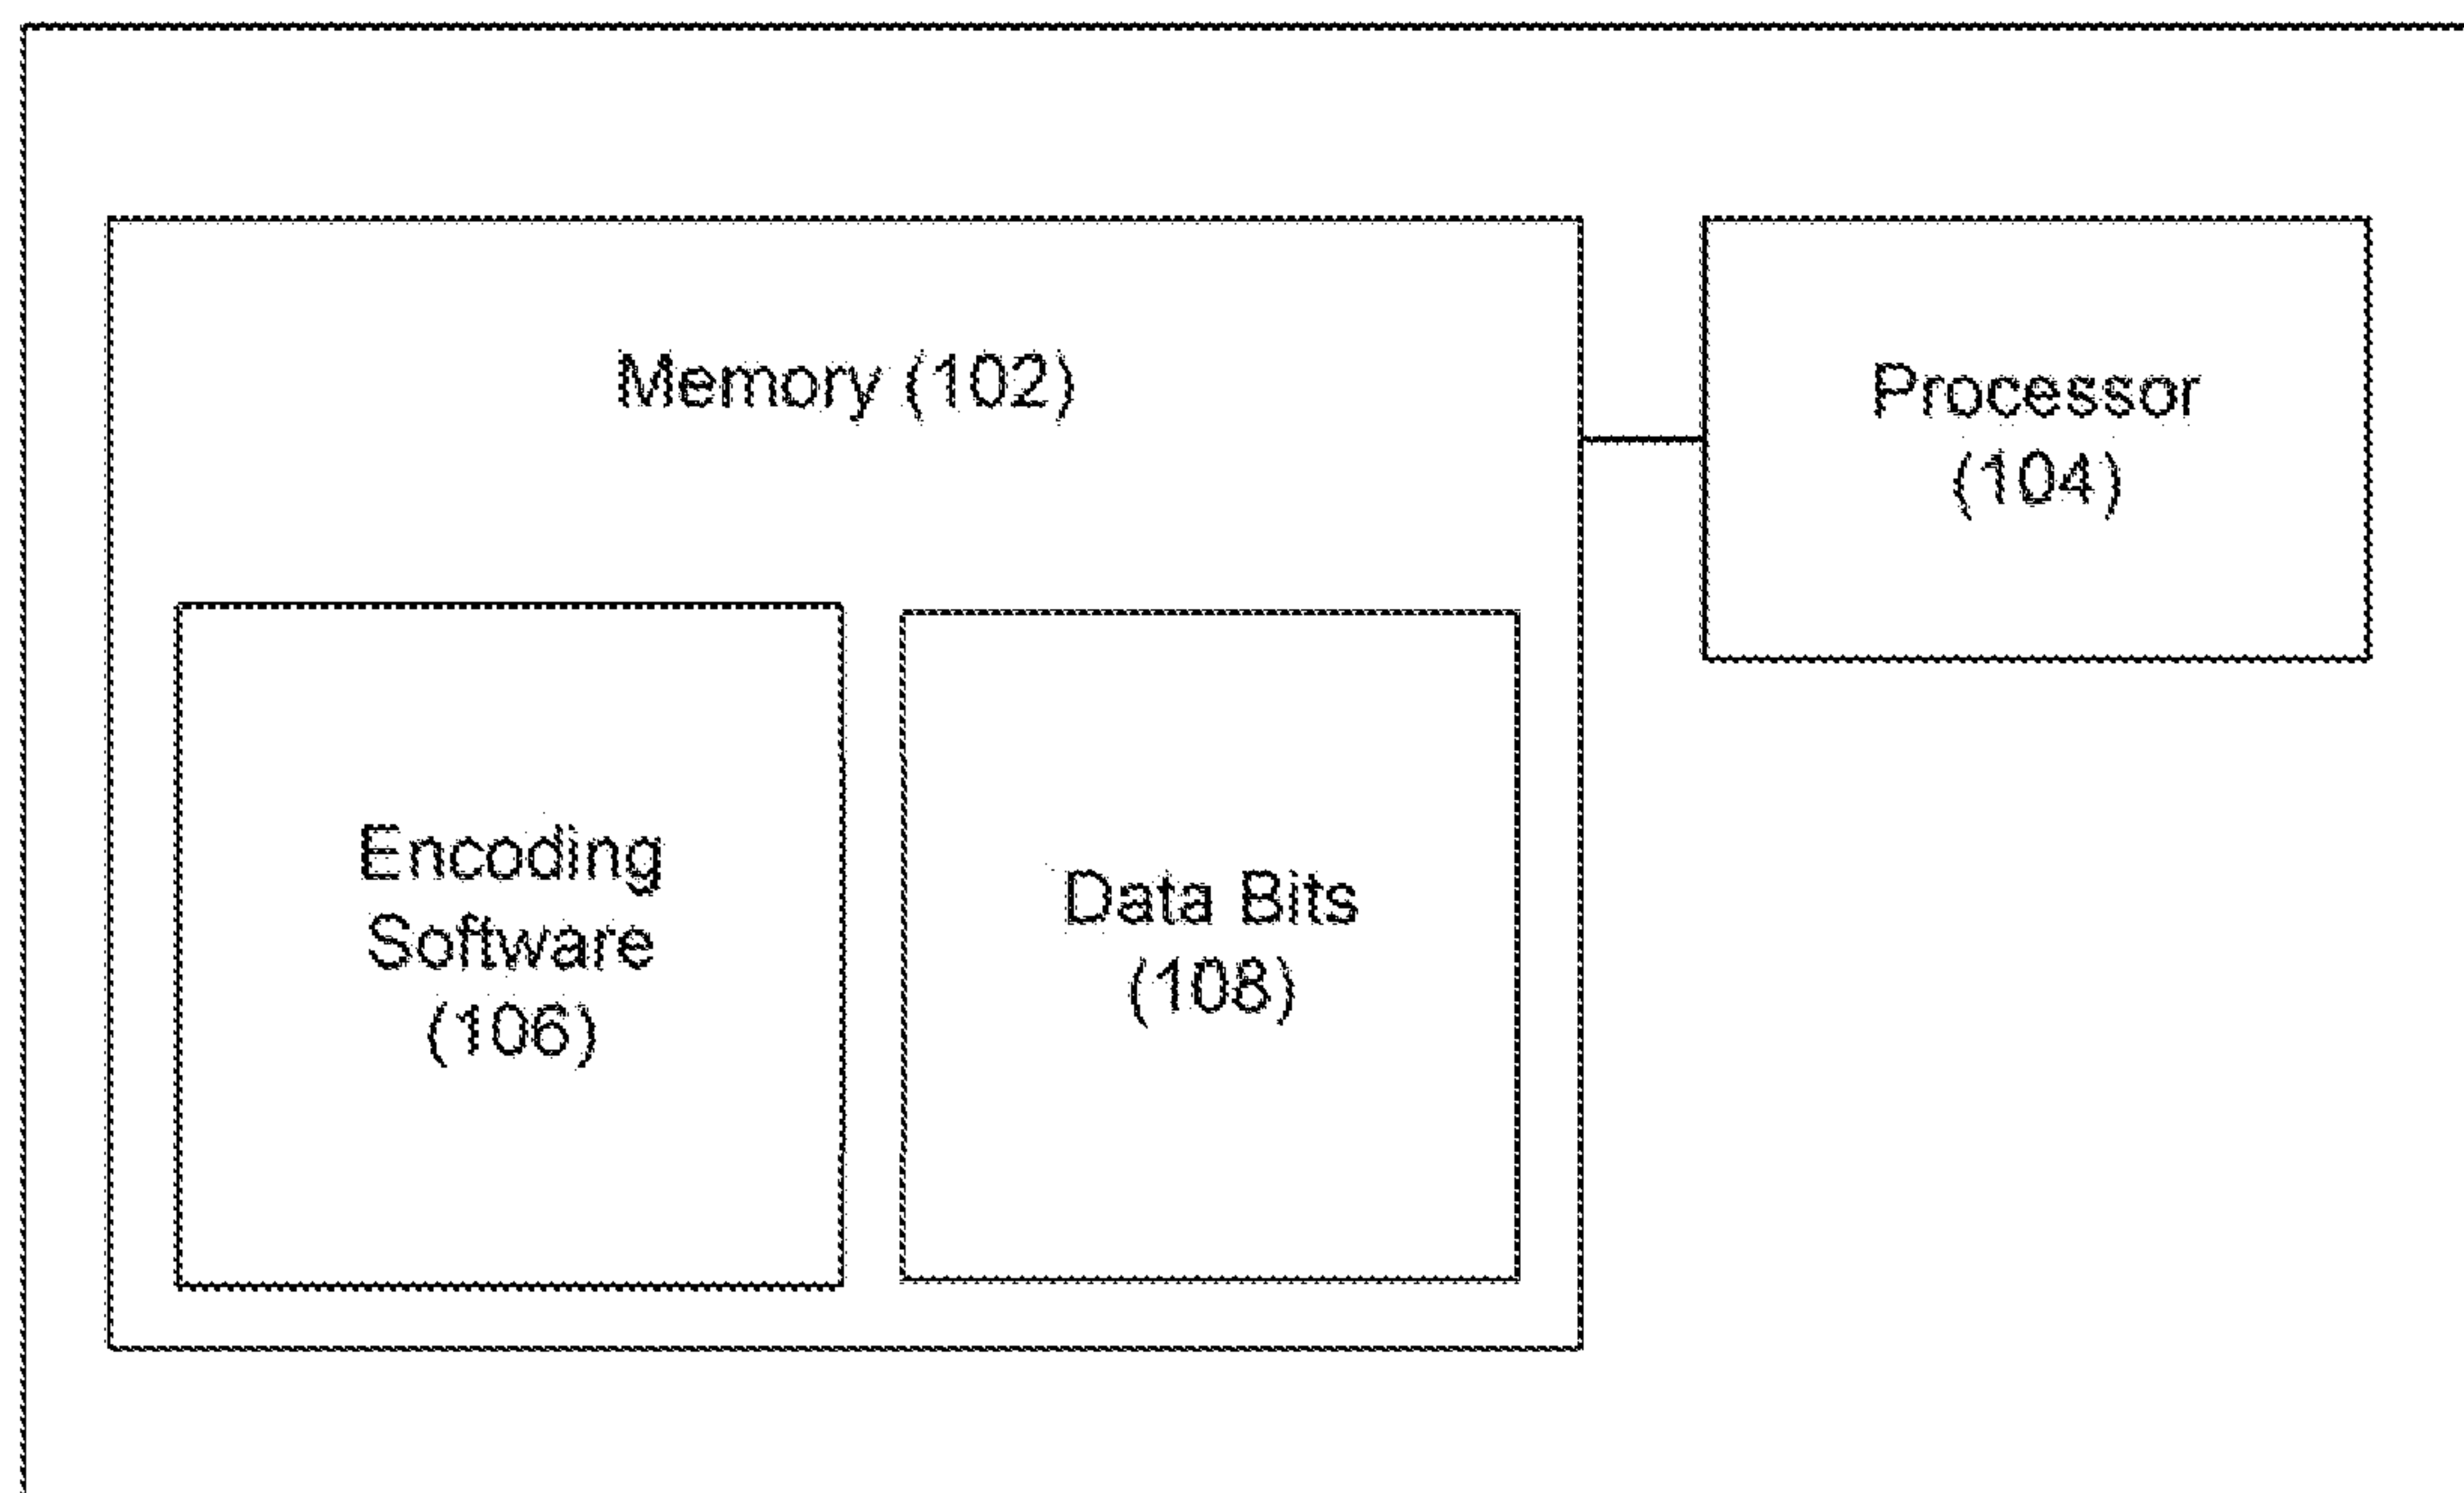 Memory (102)
Processor
(104)
Encoding
Software
(106)
Data Bits
(108)